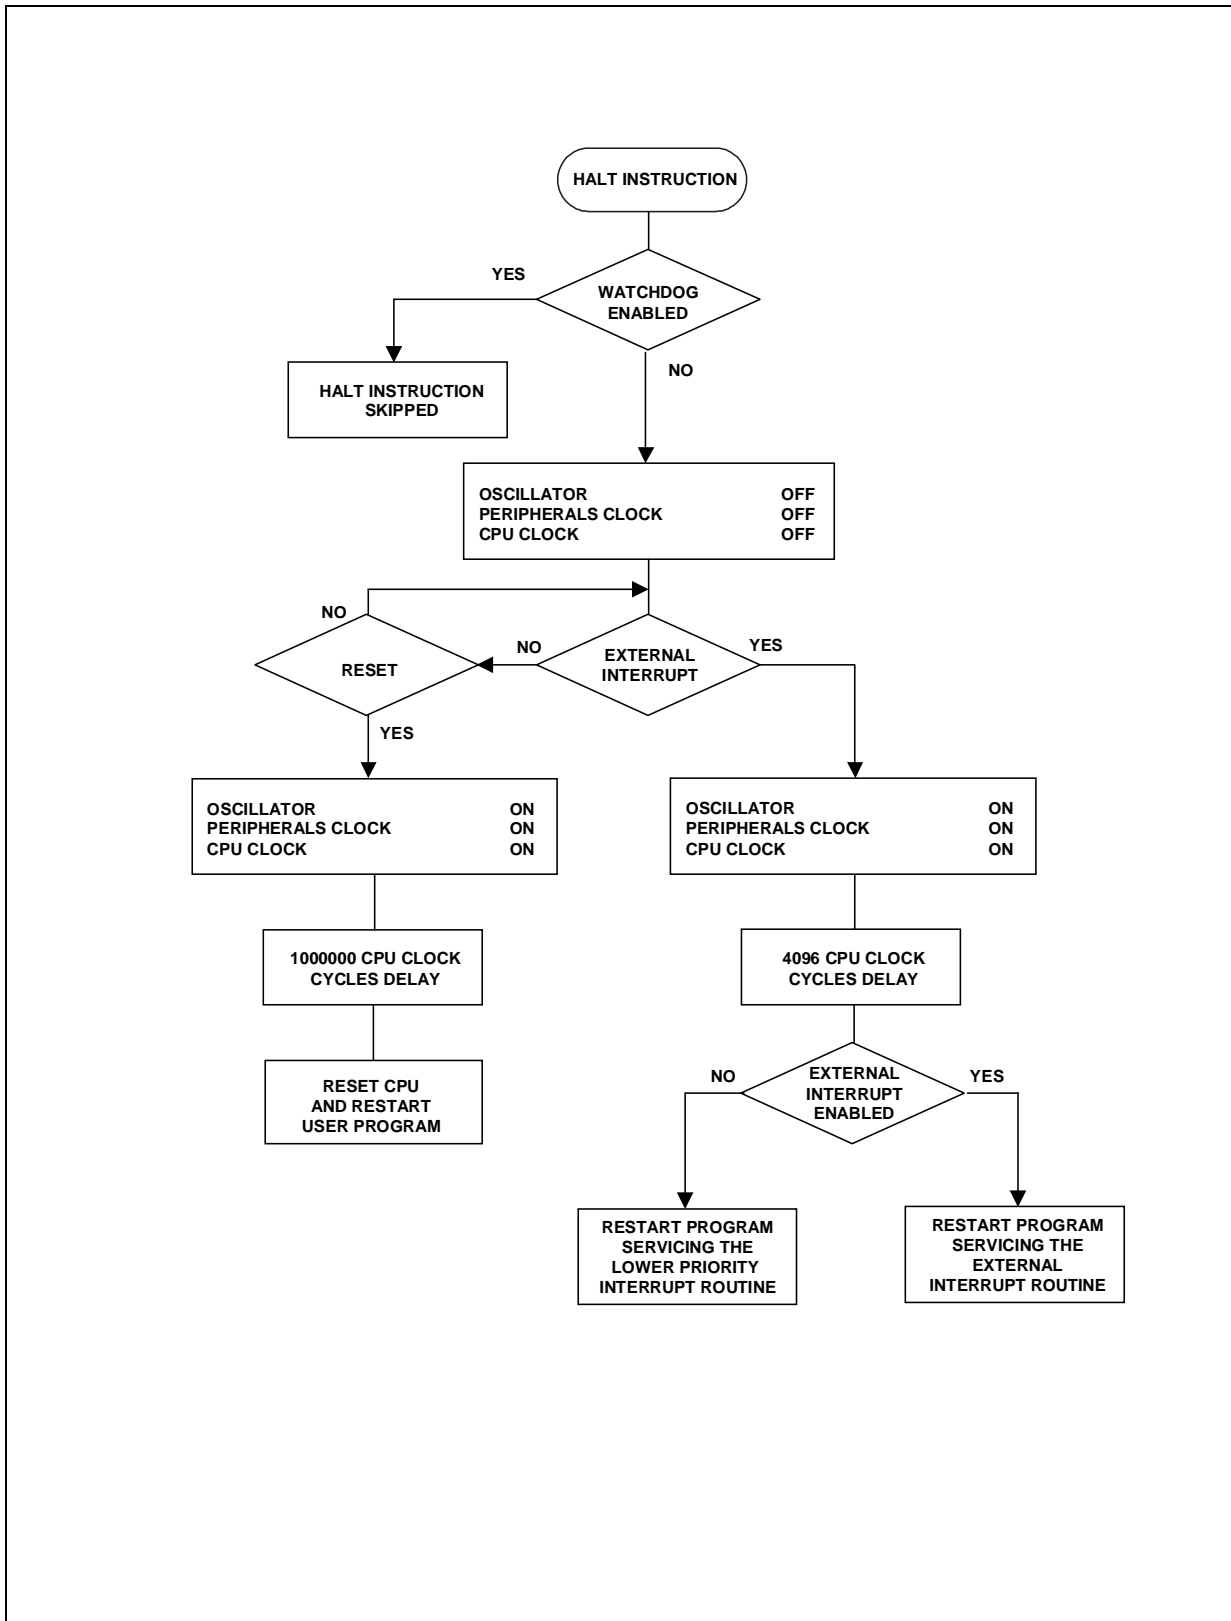 HALT INSTRUCTION
YES
WATCHDOG
ENABLED
NO
HALT INSTRUCTION
SKIPPED
OSCILLATOR OFF
PERIPHERALS CLOCK OFF
CPU CLOCK OFF
NO
RESET
NO
EXTERNAL
INTERRUPT
YES
YES
OSCILLATOR ON
PERIPHERALS CLOCK ON
CPU CLOCK ON
OSCILLATOR ON
PERIPHERALS CLOCK ON
CPU CLOCK ON
1000000 CPU CLOCK
CYCLES DELAY
4096 CPU CLOCK
CYCLES DELAY
RESET CPU
AND RESTART
USER PROGRAM
NO
EXTERNAL
INTERRUPT
ENABLED
YES
RESTART PROGRAM
SERVICING THE
LOWER PRIORITY
INTERRUPT ROUTINE
RESTART PROGRAM
SERVICING THE
EXTERNAL
INTERRUPT ROUTINE